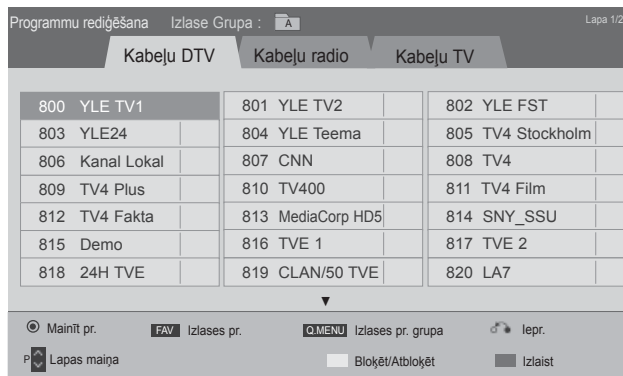 Programmu rediģēšana Izlase Grupa : A Lapa 1/2
Kabeļu DTV Kabeļu radio Kabeļu TV
800 YLE TV1 801 YLE TV2 802 YLE FST
803 YLE24 804 YLE Teema 805 TV4 Stockholm
806 Kanal Lokal 807 CNN 808 TV4
809 TV4 Plus 810 TV400 811 TV4 Film
812 TV4 Fakta 813 MediaCorp HD5 814 SNY_SSU
815 Demo 816 TVE 1 817 TVE 2
818 24H TVE 819 CLAN/50 TVE 820 LA7
Mainīt pr. FAV Izlases pr. Q.MENU Izlases pr. grupa Iepr.
P Lapas maiņa Bloķēt/Atbloķēt Izlaist